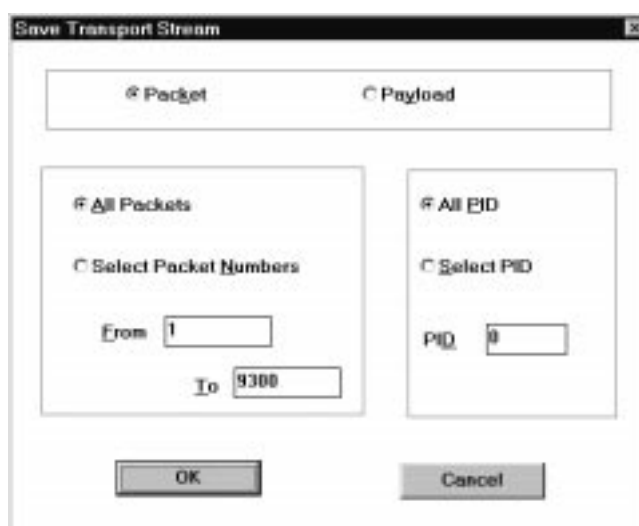 Save Transport Stream
Packet Payload
All Packets
Select Packet Numbers
From 1
To 9300
All PID
Select PID
PID 0
OK Cancel